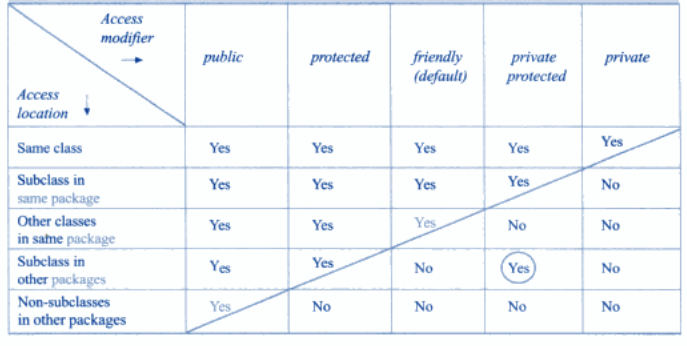 Access
modifier
public protected friendly private private
(default) protected
Access
location
Same class Yes Yes Yes Yes Yes
Subclass in
same package Yes Yes Yes Yes No
Other classes
in same package Yes Yes Yes No No
Subclass in
other packages Yes Yes No Yes No
Non-subclasses
in other packages Yes No No No No